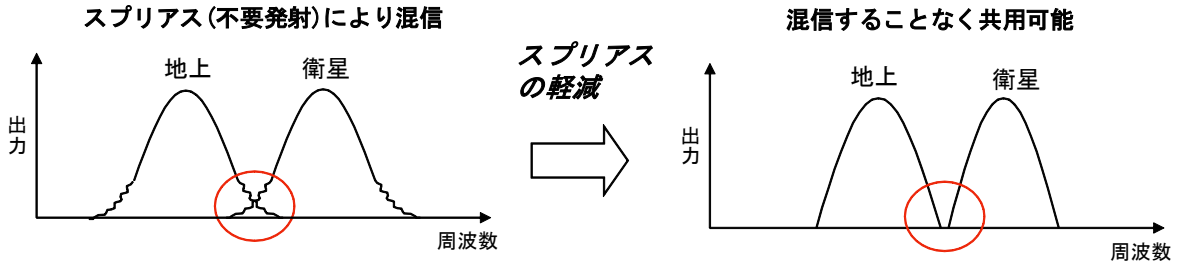 スプリアス(不要発射)により混信
地上
衛星
出力
周波数
スプリアス
の軽減
混信することなく共用可能
地上
衛星
出力
周波数